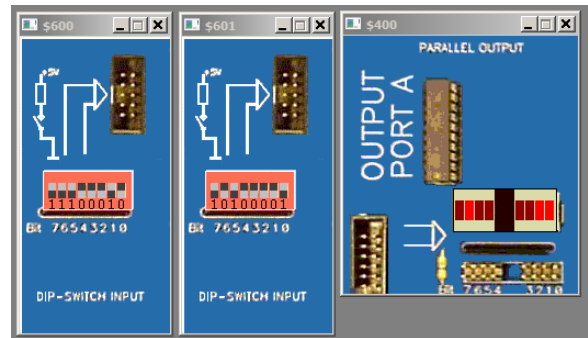 $600
+5V
11100010
Bit 76543210
DIP-SWITCH INPUT
$601
+5V
10100001
Bit 76543210
DIP-SWITCH INPUT
$400
PARALLEL OUTPUT
OUTPUT
PORT A
Bit 7654 3210